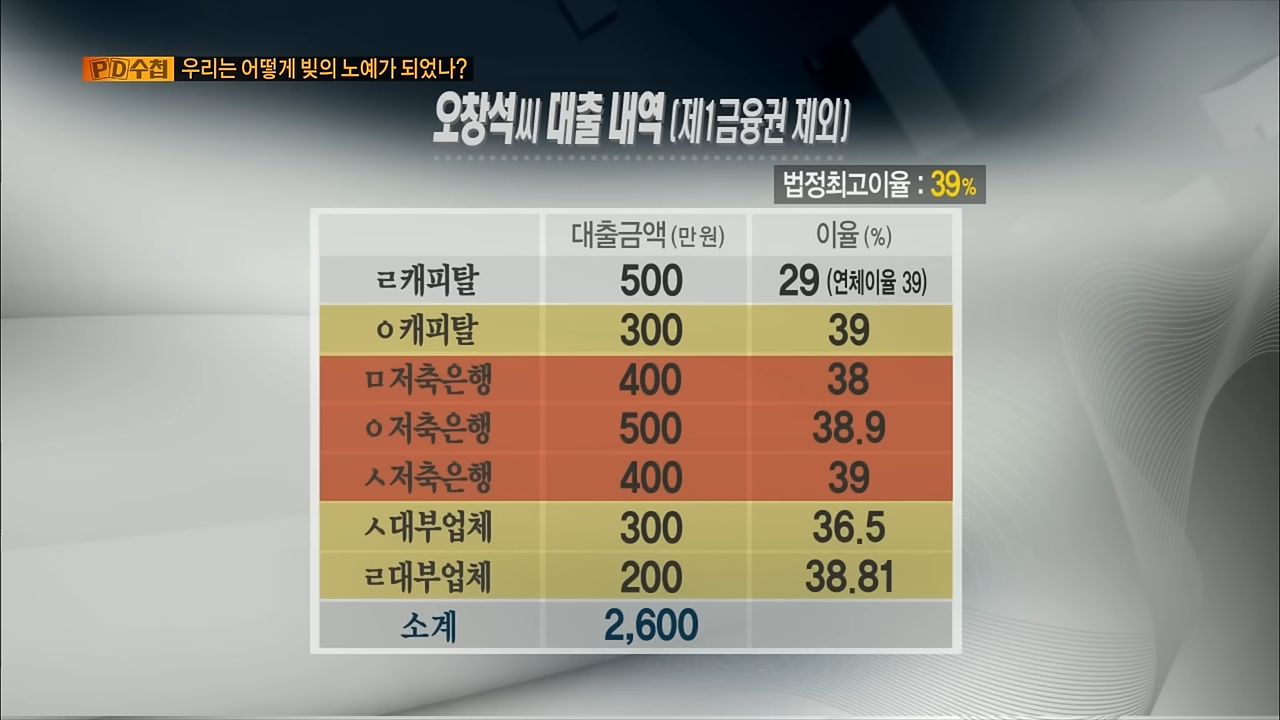 PD수첩 우리는 어떻게 빚의 노예가 되었나?
오창석씨 대출 내역 (제1금융권 제외)
법정최고이율 : 39%
대출금액 (만원) 이율 (%)
ㄹ캐피탈 500 29 (연체이율 39)
ㅇ캐피탈 300 39
ㅁ저축은행 400 38
ㅇ저축은행 500 38.9
ㅅ저축은행 400 39
ㅅ대부업체 300 36.5
ㄹ대부업체 200 38.81
소계 2,600